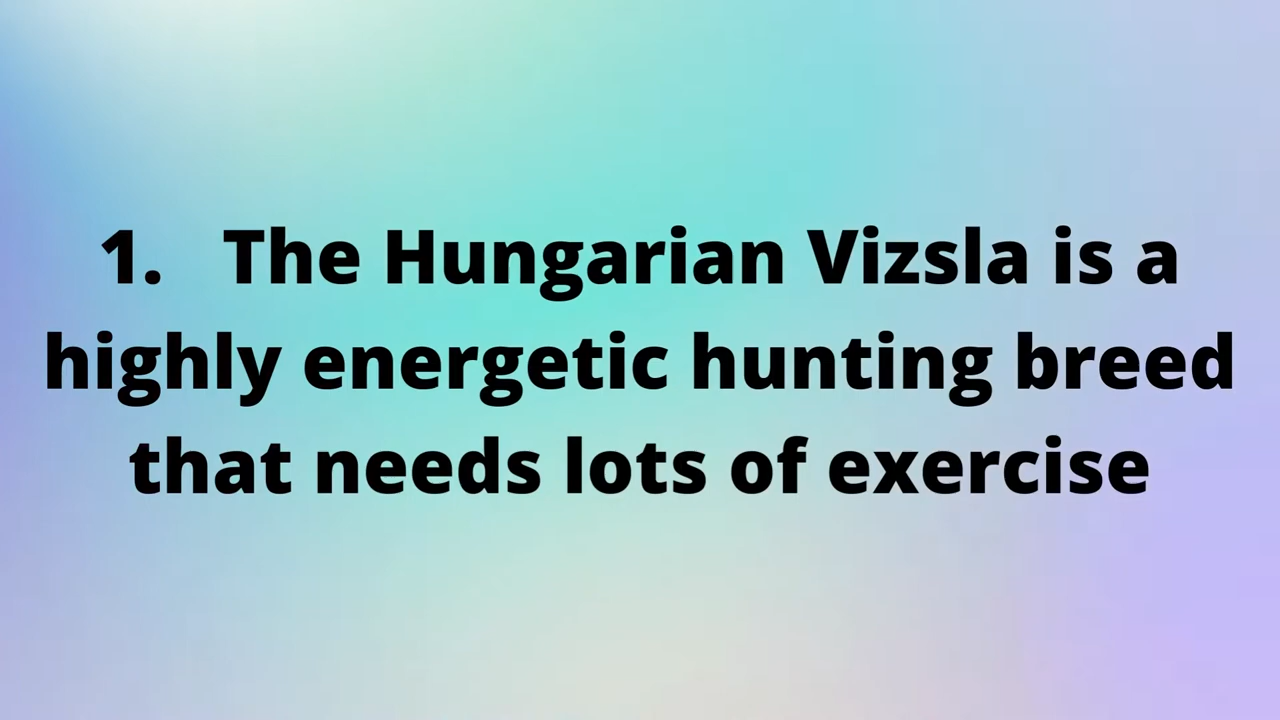 1. The Hungarian Vizsla is a
highly energetic hunting breed
that needs lots of exercise